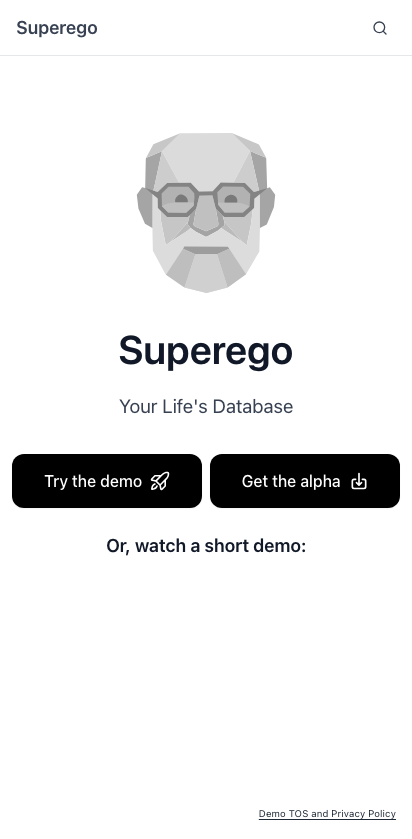 Superego
Superego
Your Life's Database
Try the demo
Get the alpha
Or, watch a short demo:
Demo TOS and Privacy Policy